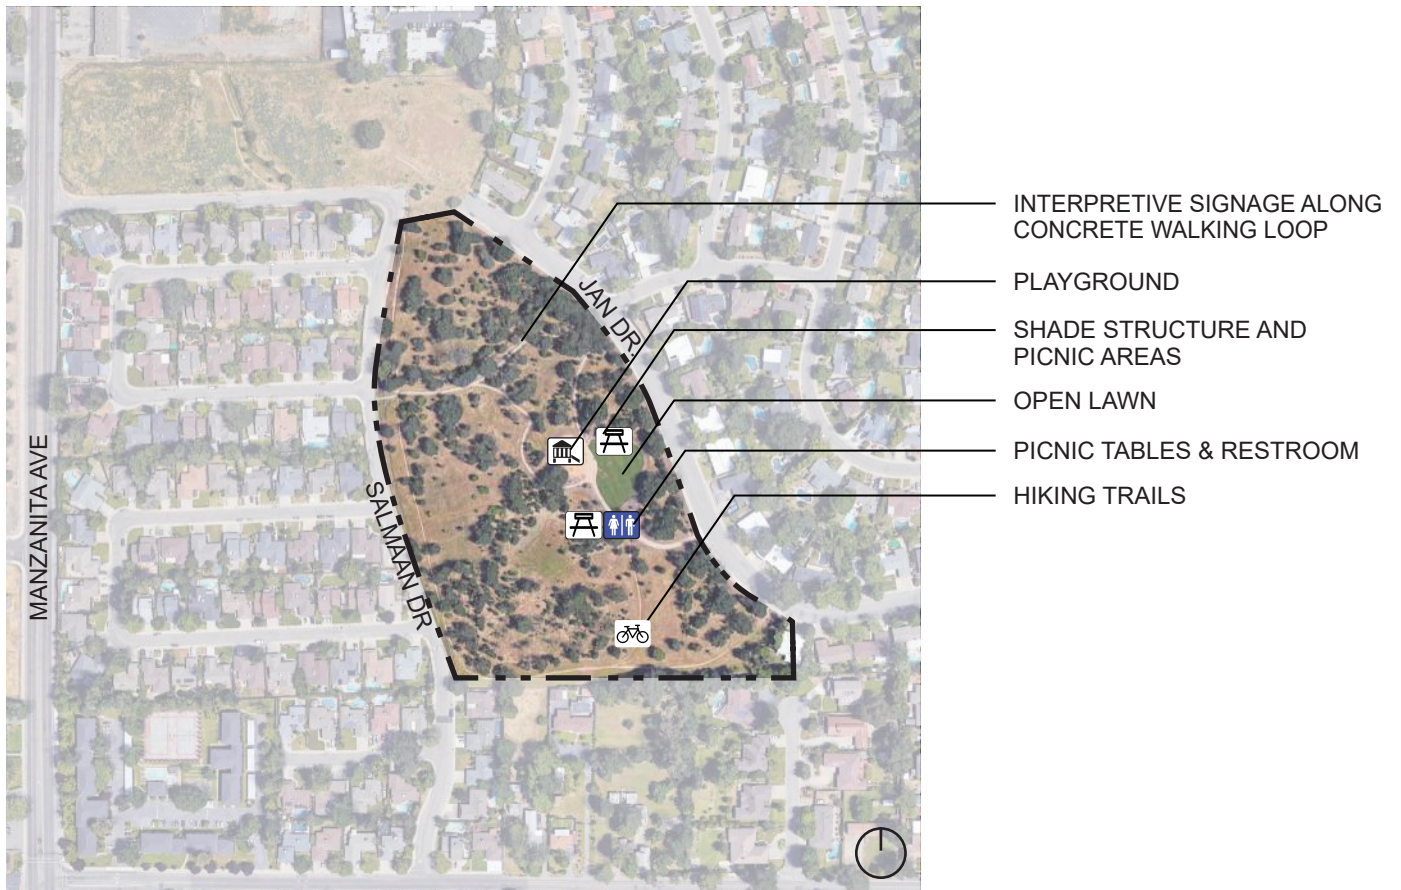 INTERPRETIVE SIGNAGE ALONG
CONCRETE WALKING LOOP
PLAYGROUND
SHADE STRUCTURE AND
PICNIC AREAS
OPEN LAWN
PICNIC TABLES & RESTROOM
HIKING TRAILS
JAN DR.
SALMAAN DR
MANZANITA AVE